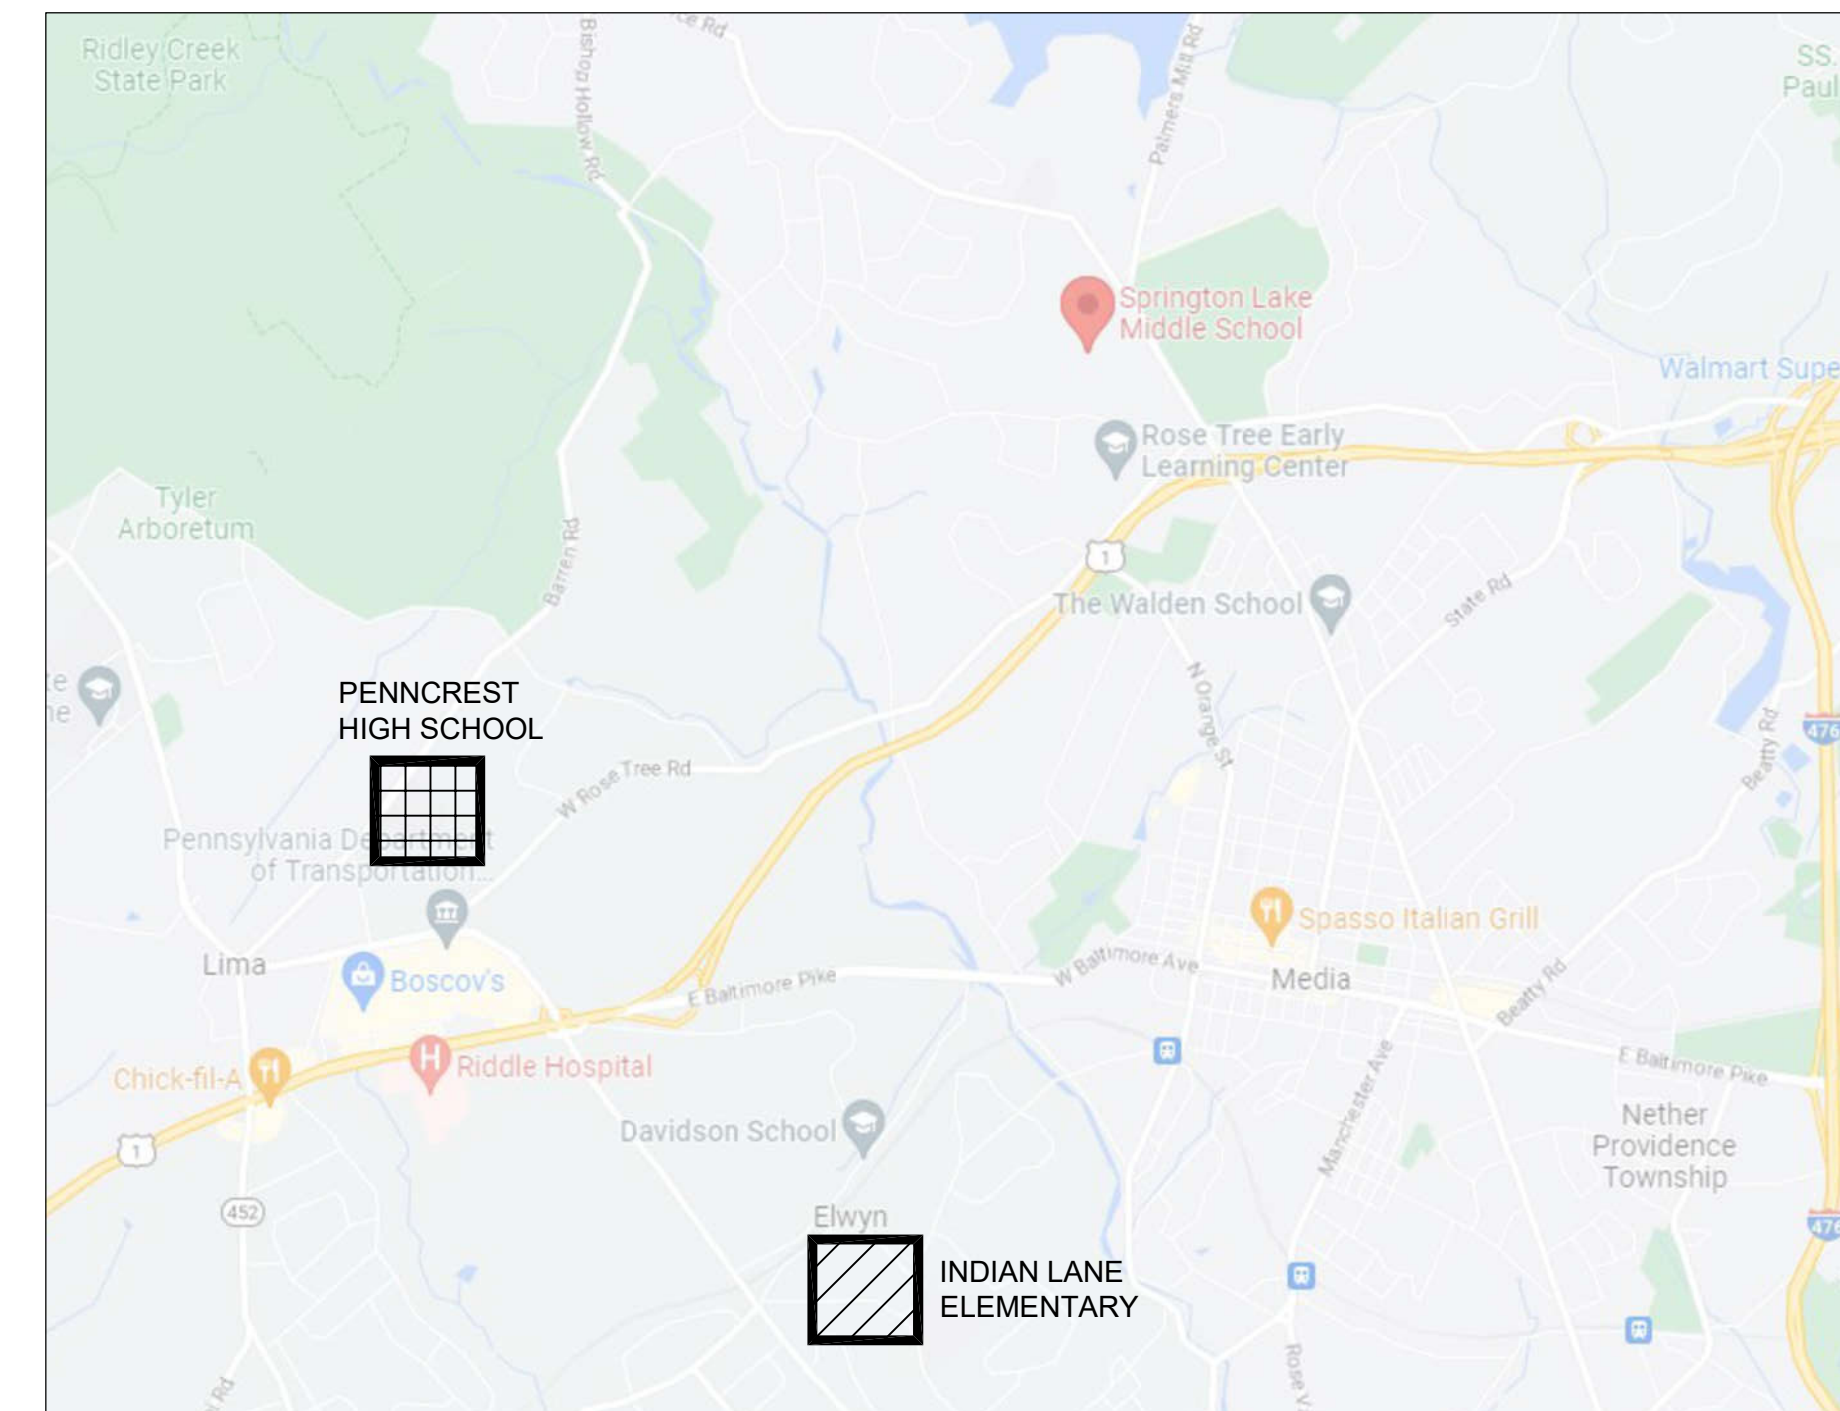 Ridley Creek
State Park
Bishop Hollow Rd
Rd
Palmers Mill Rd
SS.
Paul
Springton Lake
Middle School
Walmart Supe
Rose Tree Early
Learning Center
Tyler
Arboretum
Barren Rd
1
The Walden School
State Rd
N Orange St
PENNCREST
HIGH SCHOOL
476
Beatty Rd
W Rose Tree Rd
Pennsylvania Department
of Transportation...
Spasso Italian Grill
Lima
Boscov's
E Baltimore Pike
W Baltimore Ave
Media
Beatty Rd
Chick-fil-A
Riddle Hospital
E Baltimore Pike
Manchester Ave
Davidson School
Nether
Providence
Township
1
452
Elwyn
476
INDIAN LANE
ELEMENTARY
Rose V
Rd